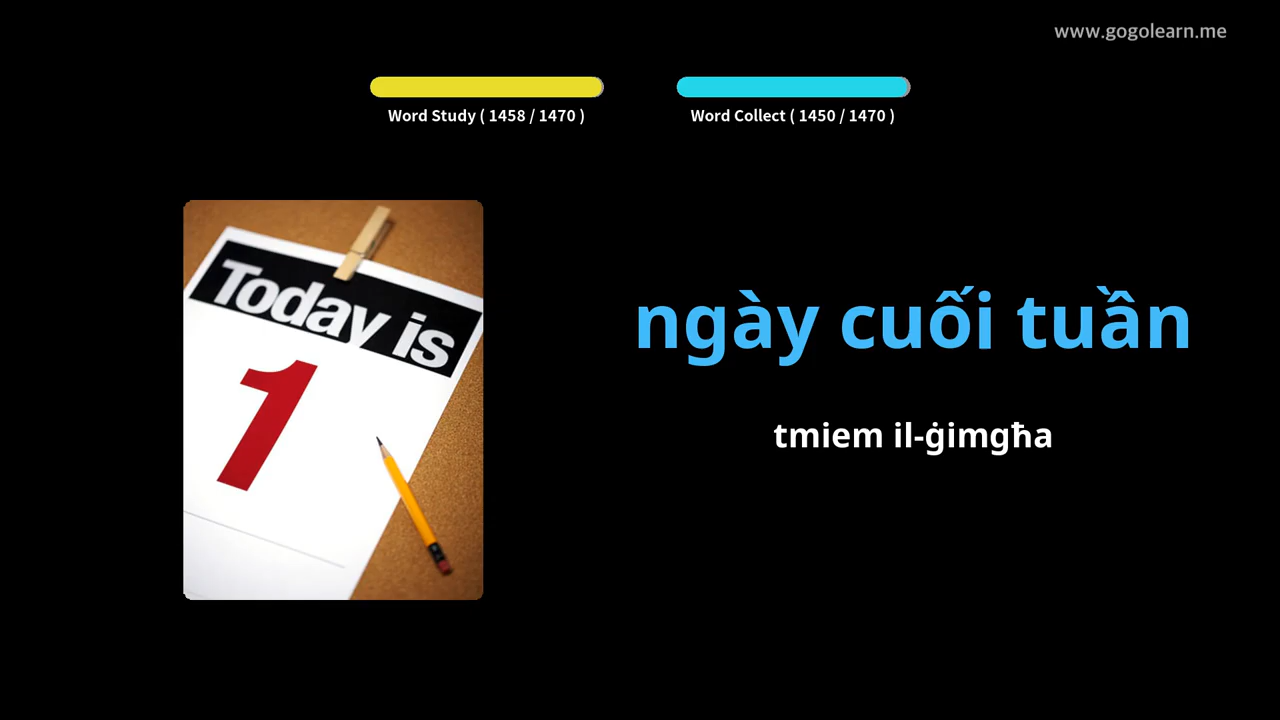 www.gogolearn.me
Word Study ( 1458 / 1470 )
Word Collect ( 1450 / 1470 )
Today is
1
ngày cuối tuần
tmiem il-ġimgħa